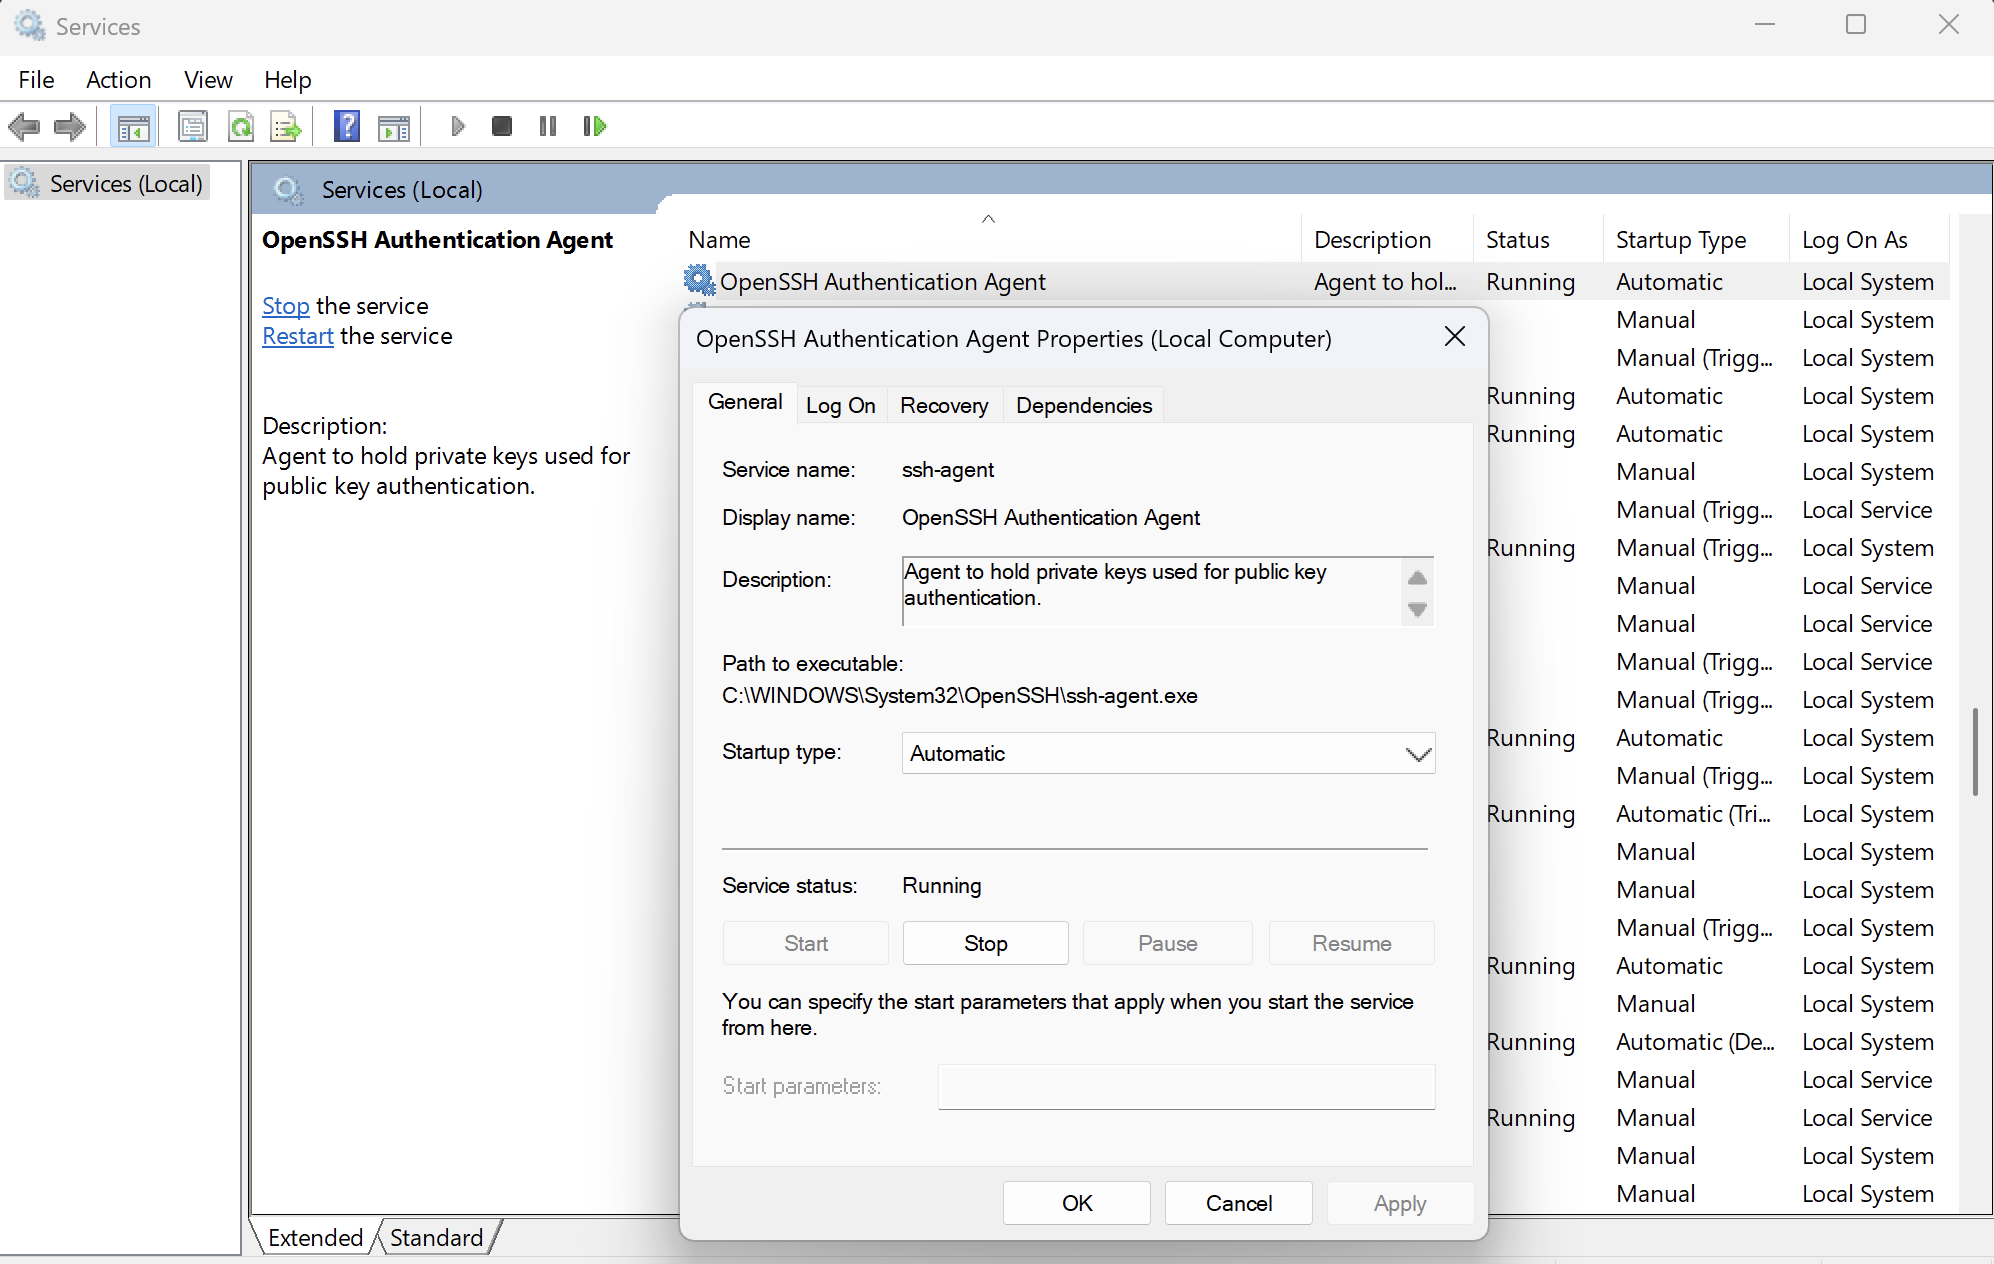 Services
File Action View Help
Services (Local)
Services (Local)
OpenSSH Authentication Agent
Stop the service
Restart the service
Description:
Agent to hold private keys used for
public key authentication.
Name Description Status Startup Type Log On As
OpenSSH Authentication Agent Agent to hol... Running Automatic Local System
Manual Local System
Manual (Trigg... Local System
Running Automatic Local System
Running Automatic Local System
Manual Local System
Manual (Trigg... Local Service
Running Manual (Trigg... Local System
Manual Local Service
Manual Local Service
Manual (Trigg... Local Service
Manual (Trigg... Local System
Running Automatic Local System
Manual (Trigg... Local System
Running Automatic (Tri... Local System
Manual Local System
Manual Local System
Manual (Trigg... Local System
Running Automatic Local System
Manual Local System
Running Automatic (De... Local System
Manual Local Service
Running Manual Local Service
Manual Local System
Manual Local System
OpenSSH Authentication Agent Properties (Local Computer)
General Log On Recovery Dependencies
Service name: ssh-agent
Display name: OpenSSH Authentication Agent
Description: Agent to hold private keys used for public key
authentication.
Path to executable:
C:\WINDOWS\System32\OpenSSH\ssh-agent.exe
Startup type: Automatic
Service status: Running
Start Stop Pause Resume
You can specify the start parameters that apply when you start the service
from here.
Start parameters:
OK Cancel Apply
Extended Standard